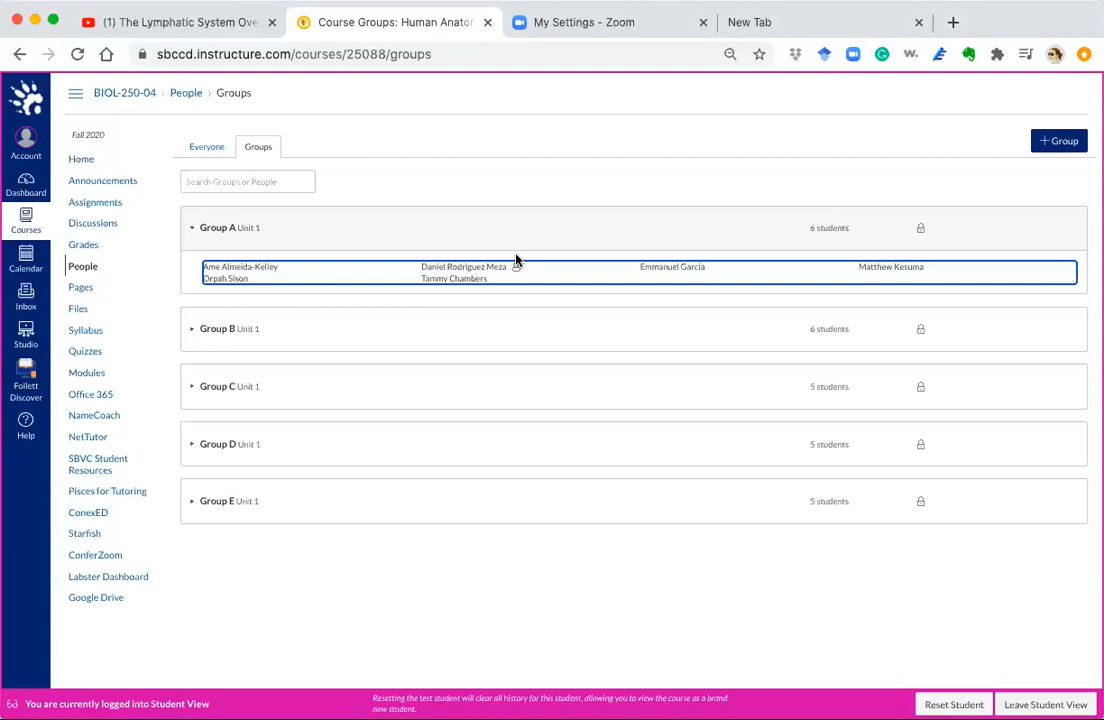 (1) The Lymphatic System Ove
Course Groups: Human Anator
My Settings - Zoom
New Tab
sbccd.instructure.com/courses/25088/groups
BIOL-250-04 › People › Groups
Account
Dashboard
Courses
Calendar
Inbox
Studio
Follett
Discover
Help
Fall 2020
Home
Announcements
Assignments
Discussions
Grades
People
Pages
Files
Syllabus
Quizzes
Modules
Office 365
NameCoach
NetTutor
SBVC Student
Resources
Pisces for Tutoring
ConexED
Starfish
ConferZoom
Labster Dashboard
Google Drive
Everyone
Groups
+ Group
Search Groups or People
Group A Unit 1 6 students
Ame Almeida-Kelley Daniel Rodriguez Meza Emmanuel Garcia Matthew Kesuma
Orpah Sison Tammy Chambers
Group B Unit 1 6 students
Group C Unit 1 5 students
Group D Unit 1 5 students
Group E Unit 1 5 students
You are currently logged into Student View
Resetting the test student will clear all history for this student, allowing you to view the course as a brand
new student.
Reset Student
Leave Student View